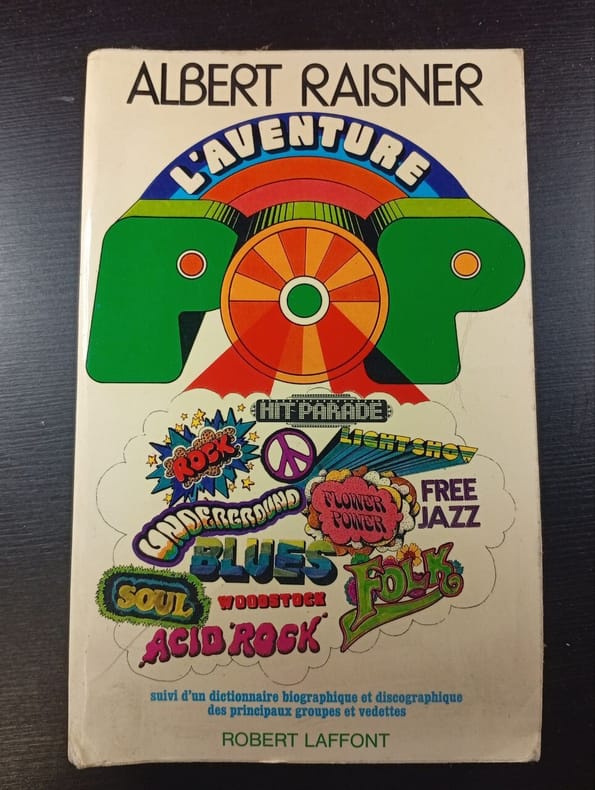 ALBERT RAISNER
L'AVENTURE
POP
HIT PARADE
ROCK
LIGHTSHOW
UNDERGROUND
FLOWER
POWER
FREE
JAZZ
BLUES
FOLK
SOUL
WOODSTOCK
ACID "ROCK"
suivi d'un dictionnaire biographique et discographique
des principaux groupes et vedettes
ROBERT LAFFONT